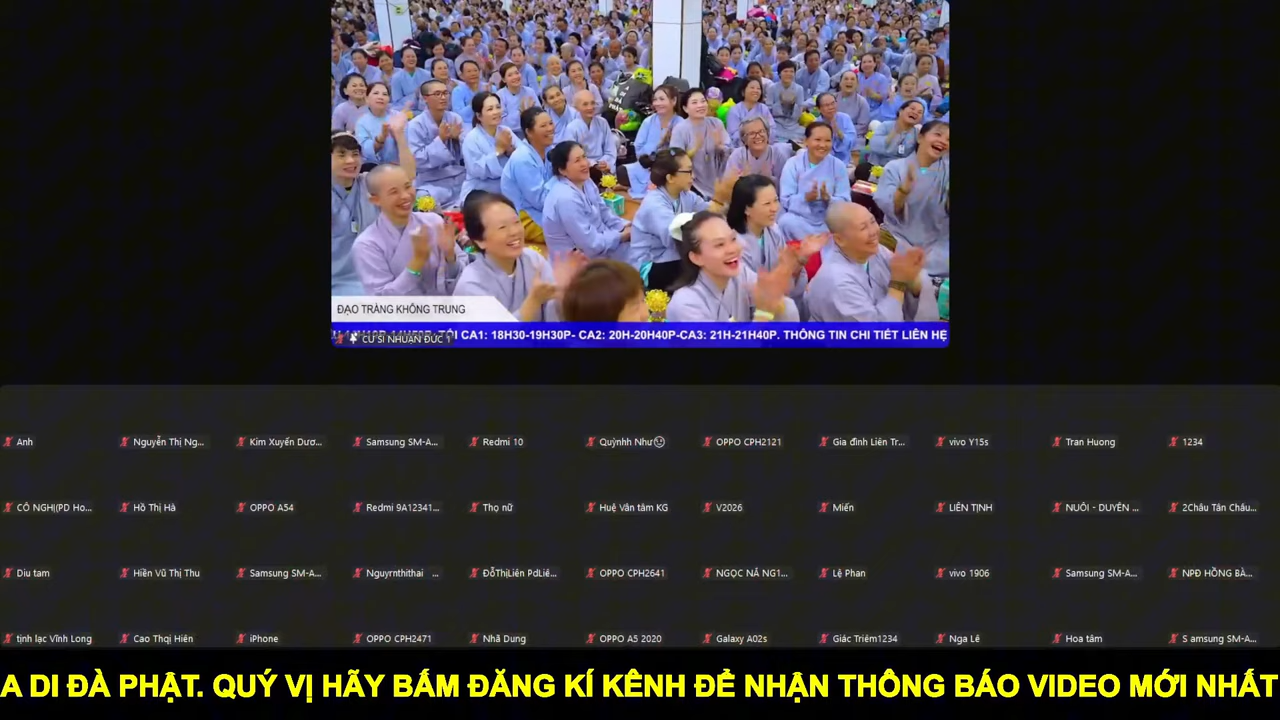 ĐẠO TRÀNG KHÔNG TRUNG
TỐI CA1: 18H30-19H30P- CA2: 20H-20H40P-CA3: 21H-21H40P. THÔNG TIN CHI TIẾT LIÊN HỆ
CƯ SĨ NHUẬN ĐỨC 1
Anh
Nguyễn Thị Ng...
Kim Xuyến Dươ...
Samsung SM-A...
Redmi 10
Quỳnhh Như
OPPO CPH2121
Gia đình Liên Tr...
vivo Y15s
Tran Huong
1234
CÔ NGHỊ(PD Ho...
Hồ Thị Hà
OPPO A54
Redmi 9A12341...
Thọ nữ
Huệ Vân tâm KG
V2026
Miến
LIÊN TỊNH
NUÔI - DUYÊN ...
2Châu Tân Châu...
Diu tam
Hiền Vũ Thị Thu
Samsung SM-A...
Nguyrnthithai ...
ĐỗThịLiên PdLiê...
OPPO CPH2641
NGỌC NẢ NG1...
Lệ Phan
vivo 1906
Samsung SM-A...
NPĐ HỒNG BÀ...
tịnh lạc Vĩnh Long
Cao Thqị Hiên
iPhone
OPPO CPH2471
Nhã Dung
OPPO A5 2020
Galaxy A02s
Giác Triêm1234
Nga Lê
Hoa tâm
S amsung SM-A...
A DI ĐÀ PHẬT. QUÝ VỊ HÃY BẤM ĐĂNG KÍ KÊNH ĐẺ NHẬN THÔNG BÁO VIDEO MỚI NHẤT